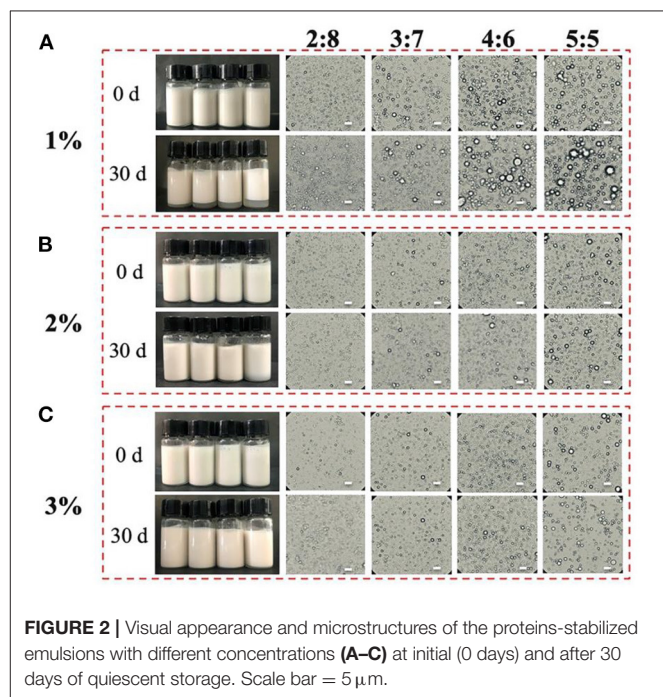 A
2:8 3:7 4:6 5:5
0 d
1%
30 d
B
0 d
2%
30 d
C
0 d
3%
30 d
FIGURE 2 | Visual appearance and microstructures of the proteins-stabilized
emulsions with different concentrations (A–C) at initial (0 days) and after 30
days of quiescent storage. Scale bar = 5 μm.